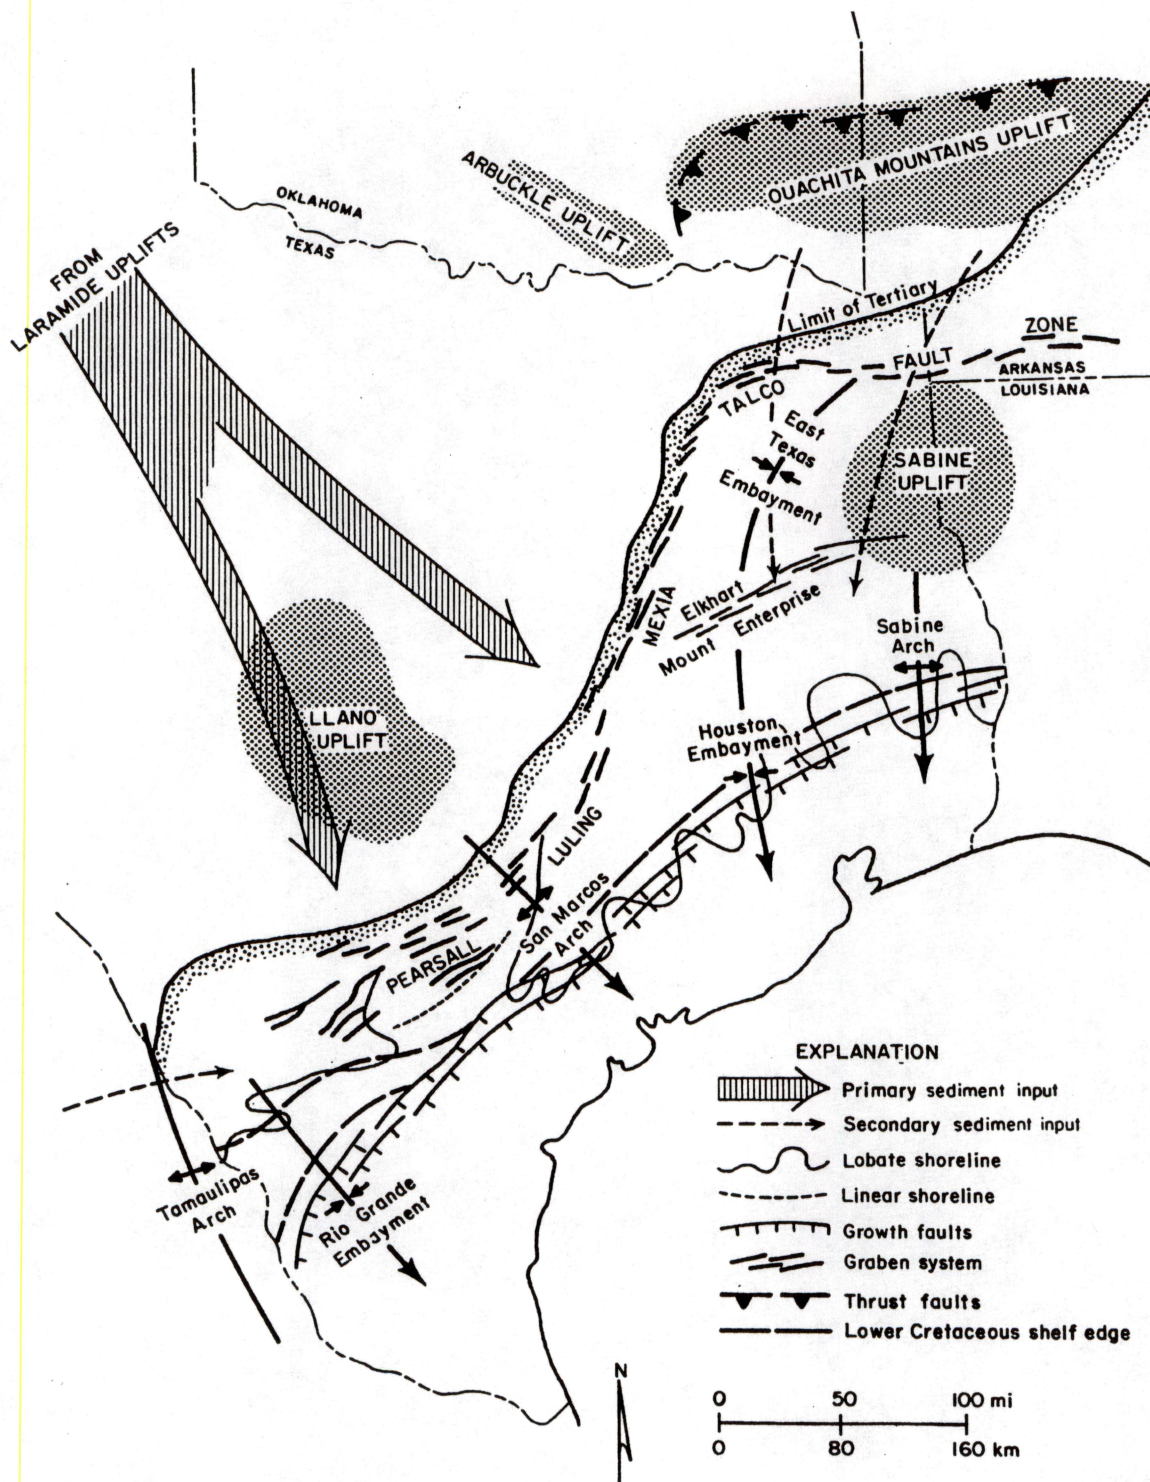 OUACHITA MOUNTAINS UPLIFT
ARBUCKLE UPLIFT
OKLAHOMA
TEXAS
FROM
LARAMIDE UPLIFTS
Limit of Tertiary
ZONE
FAULT
TALCO
ARKANSAS
LOUISIANA
East
Texas
Embayment
SABINE
UPLIFT
MEXIA
Elkhart
Mount Enterprise
Sabine
Arch
LLANO
UPLIFT
Houston
Embayment
LULING
San Marcos
Arch
PEARSALL
Tamaulipas
Arch
Rio Grande
Embayment
EXPLANATION
Primary sediment input
Secondary sediment input
Lobate shoreline
Linear shoreline
Growth faults
Graben system
Thrust faults
Lower Cretaceous shelf edge
N
0 50 100 mi
0 80 160 km